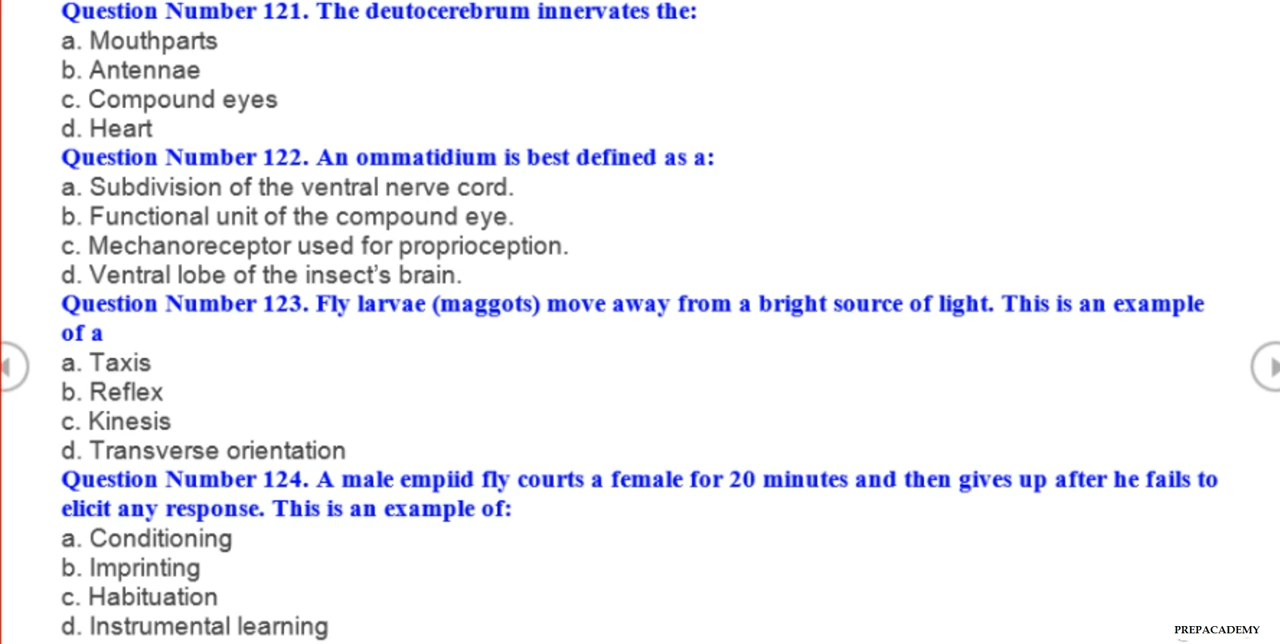 Question Number 121. The deutocerebrum innervates the:
a. Mouthparts
b. Antennae
c. Compound eyes
d. Heart
Question Number 122. An ommatidium is best defined as a:
a. Subdivision of the ventral nerve cord.
b. Functional unit of the compound eye.
c. Mechanoreceptor used for proprioception.
d. Ventral lobe of the insect's brain.
Question Number 123. Fly larvae (maggots) move away from a bright source of light. This is an example
of a
a. Taxis
b. Reflex
c. Kinesis
d. Transverse orientation
Question Number 124. A male empiid fly courts a female for 20 minutes and then gives up after he fails to
elicit any response. This is an example of:
a. Conditioning
b. Imprinting
c. Habituation
d. Instrumental learning
PREPACADEMY